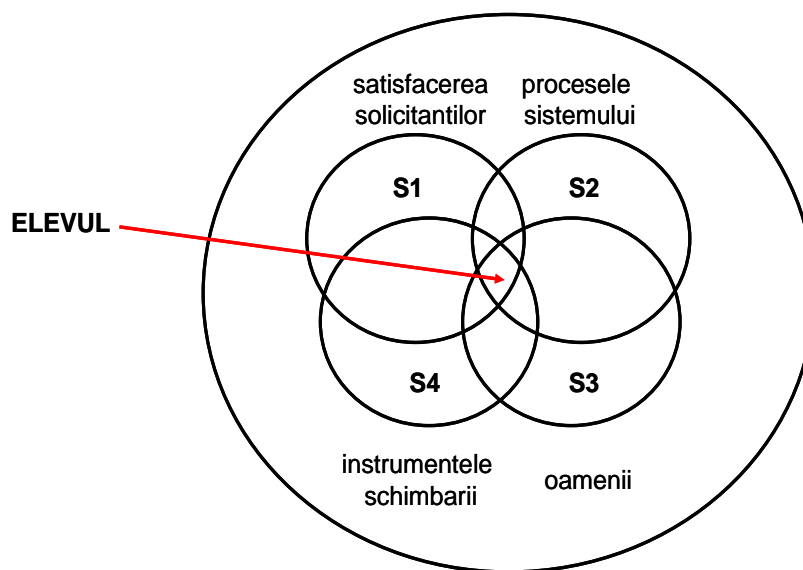 satisfacerea
solicitantilor
procesele
sistemului
S1
S2
ELEVUL
S4
S3
instrumentele
schimbarii
oamenii